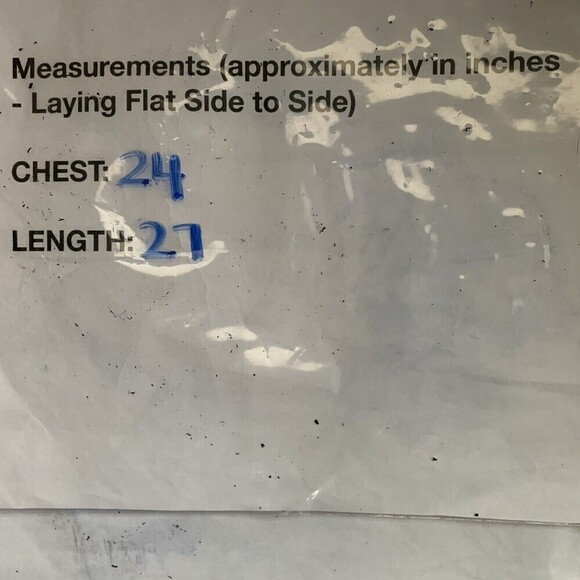 Measurements (approximately in inches
- Laying Flat Side to Side)
CHEST: 24
LENGTH: 27